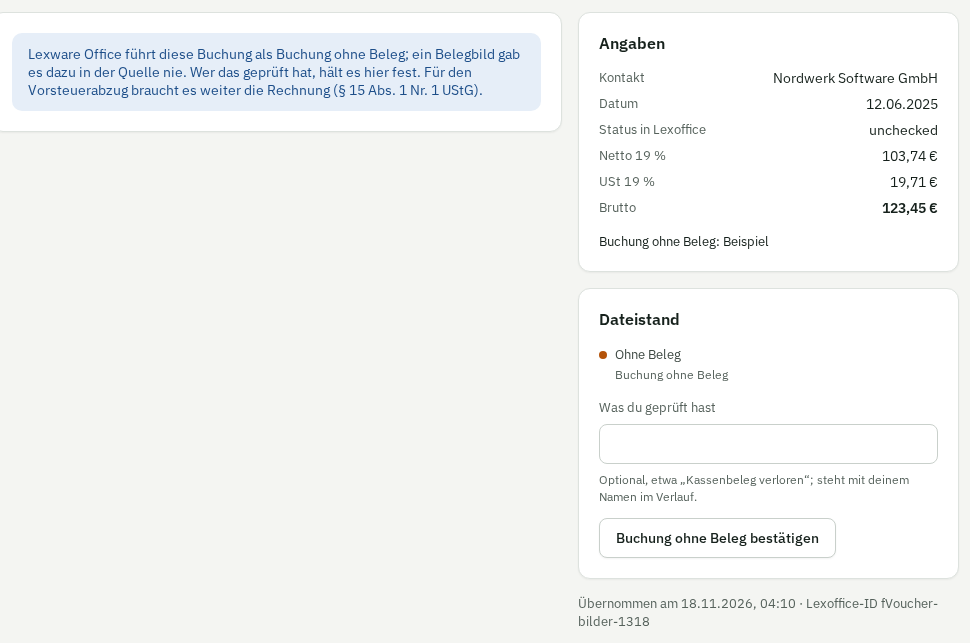 Lexware Office führt diese Buchung als Buchung ohne Beleg; ein Belegbild gab
es dazu in der Quelle nie. Wer das geprüft hat, hält es hier fest. Für den
Vorsteuerabzug braucht es weiter die Rechnung (§ 15 Abs. 1 Nr. 1 UStG).
Angaben
Kontakt Nordwerk Software GmbH
Datum 12.06.2025
Status in Lexoffice unchecked
Netto 19 % 103,74 €
USt 19 % 19,71 €
Brutto 123,45 €
Buchung ohne Beleg: Beispiel
Dateistand
Ohne Beleg
Buchung ohne Beleg
Was du geprüft hast
Optional, etwa „Kassenbeleg verloren“; steht mit deinem
Namen im Verlauf.
Buchung ohne Beleg bestätigen
Übernommen am 18.11.2026, 04:10 · Lexoffice-ID fVoucher-
bilder-1318